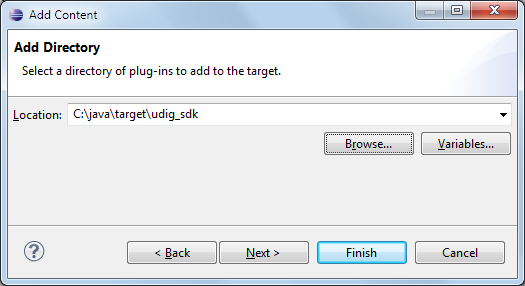 Add Content
Add Directory
Select a directory of plug-ins to add to the target.
Location: C:\java\target\udig_sdk
Browse... Variables...
? < Back Next > Finish Cancel